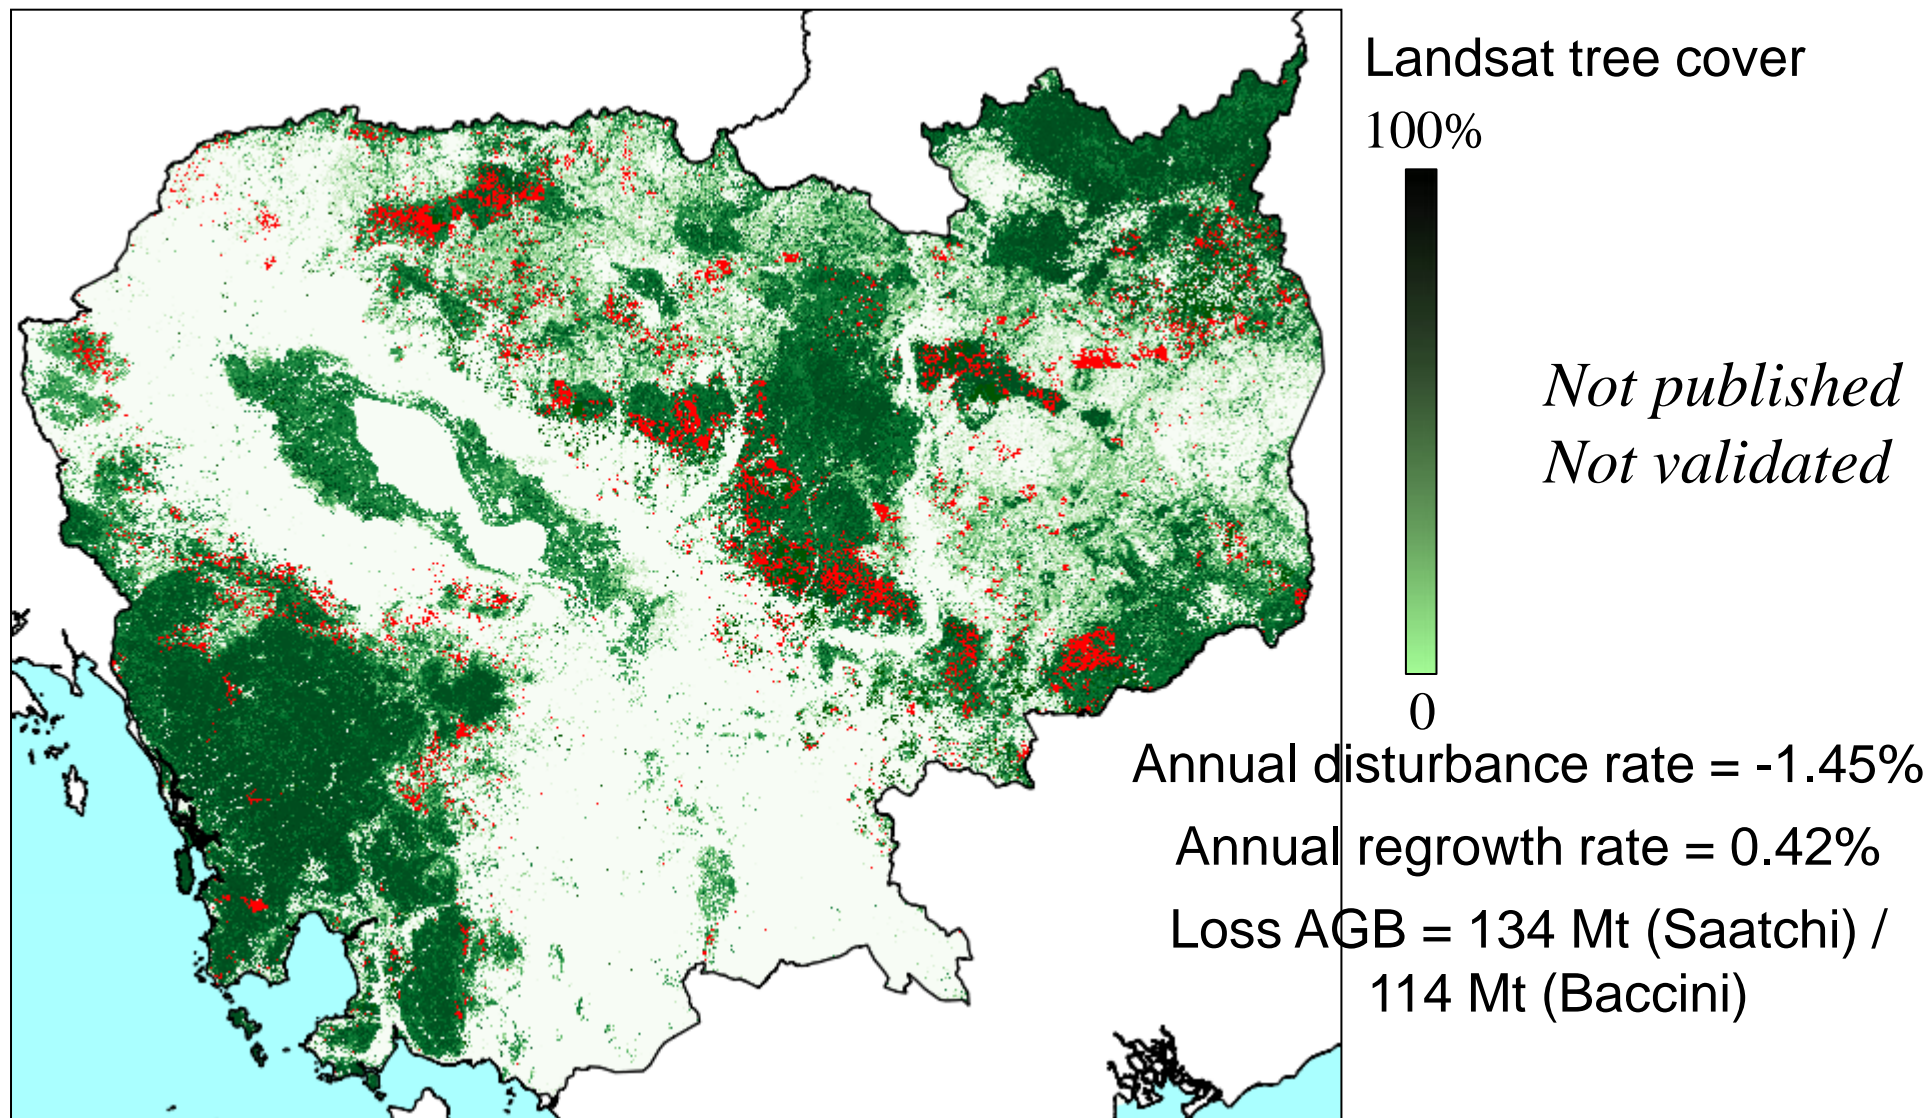 Landsat tree cover
100%
Not published
Not validated
0
Annual disturbance rate = -1.45%
Annual regrowth rate = 0.42%
Loss AGB = 134 Mt (Saatchi) /
114 Mt (Baccini)